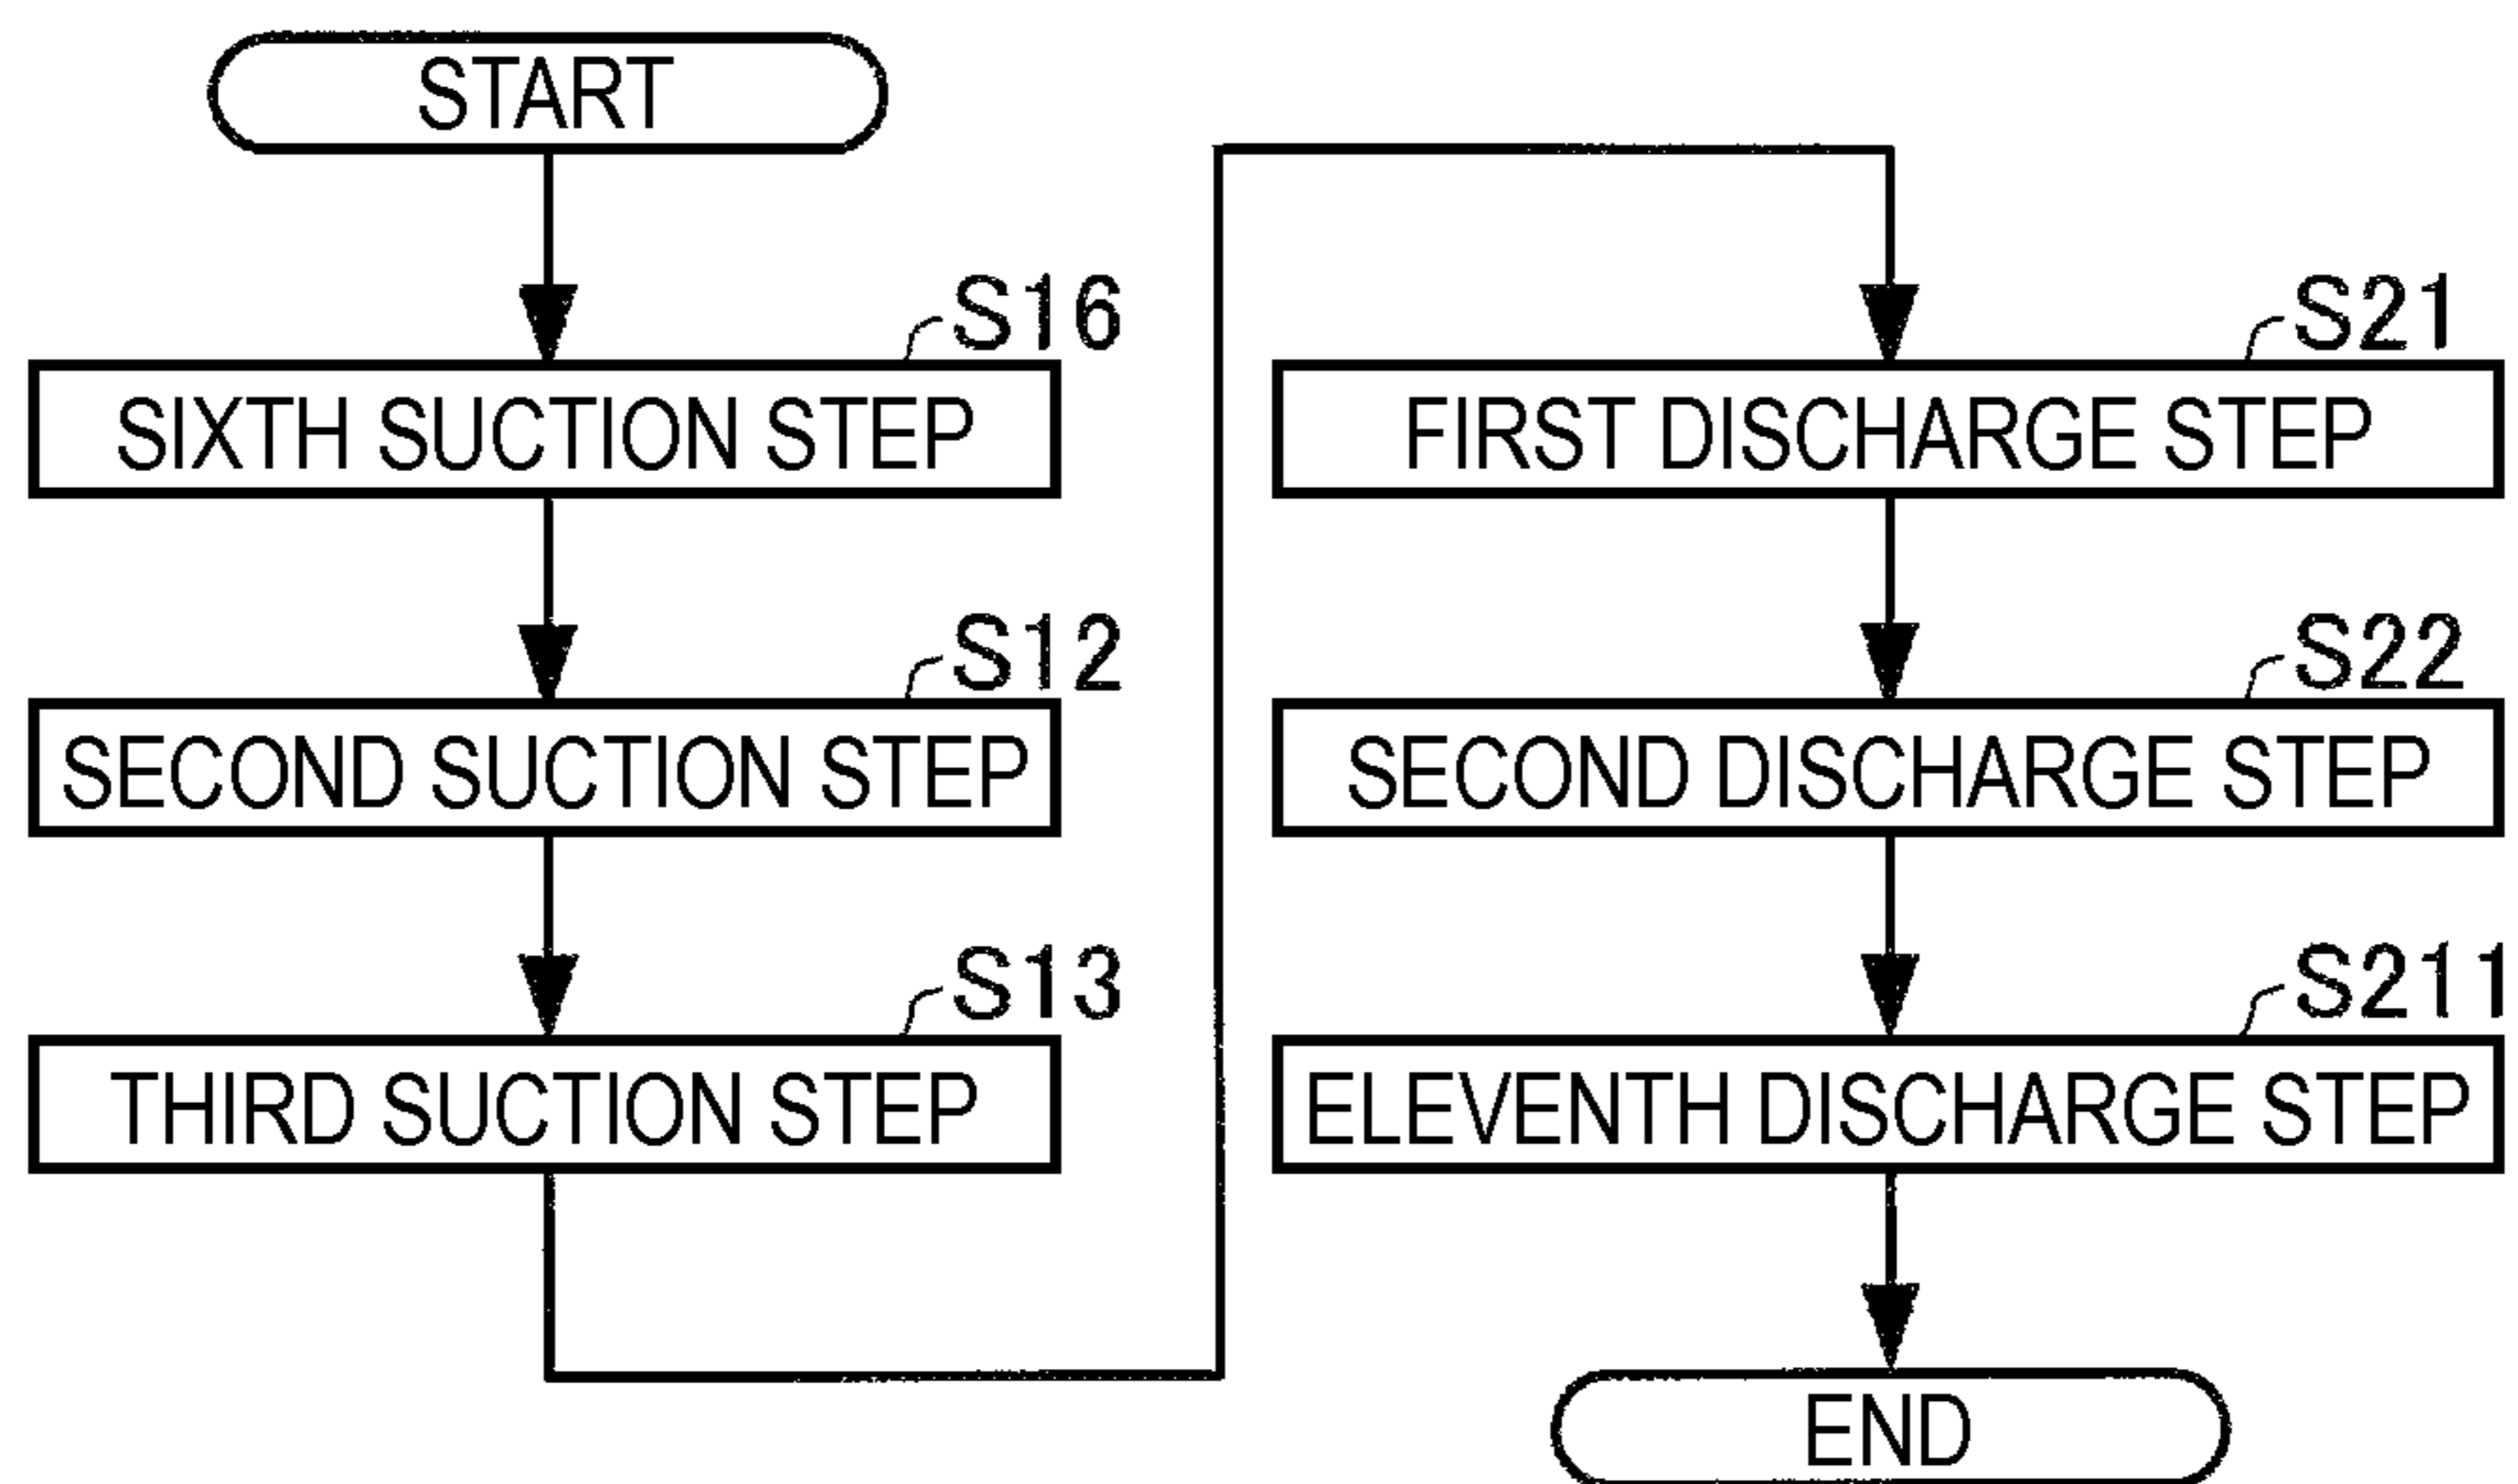 START
S16
SIXTH SUCTION STEP
S12
SECOND SUCTION STEP
S13
THIRD SUCTION STEP
S21
FIRST DISCHARGE STEP
S22
SECOND DISCHARGE STEP
S211
ELEVENTH DISCHARGE STEP
END